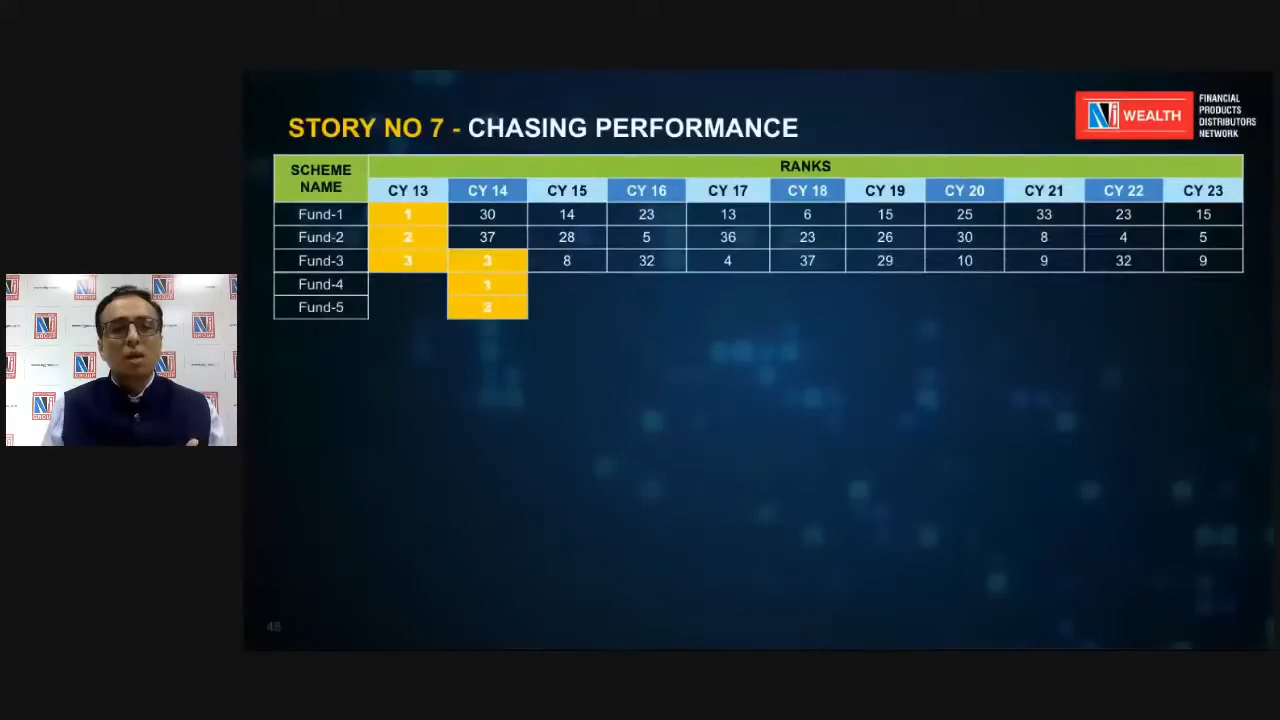 STORY NO 7 - CHASING PERFORMANCE
NJ WEALTH
FINANCIAL
PRODUCTS
DISTRIBUTORS
NETWORK
SCHEME NAME RANKS
CY 13 CY 14 CY 15 CY 16 CY 17 CY 18 CY 19 CY 20 CY 21 CY 22 CY 23
Fund-1 1 30 14 23 13 6 15 25 33 23 15
Fund-2 2 37 28 5 36 23 26 30 8 4 5
Fund-3 3 3 8 32 4 37 29 10 9 32 9
Fund-4 1
Fund-5 2
NJ GROUP
48